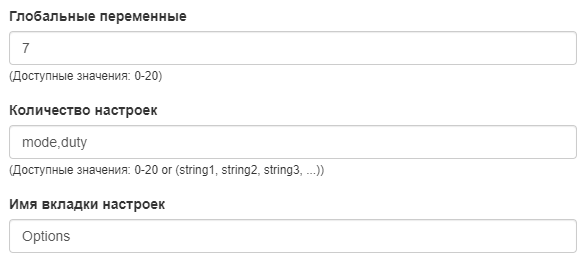 Глобальные переменные
7
(Доступные значения: 0-20)
Количество настроек
mode,duty
(Доступные значения: 0-20 or (string1, string2, string3, ...))
Имя вкладки настроек
Options